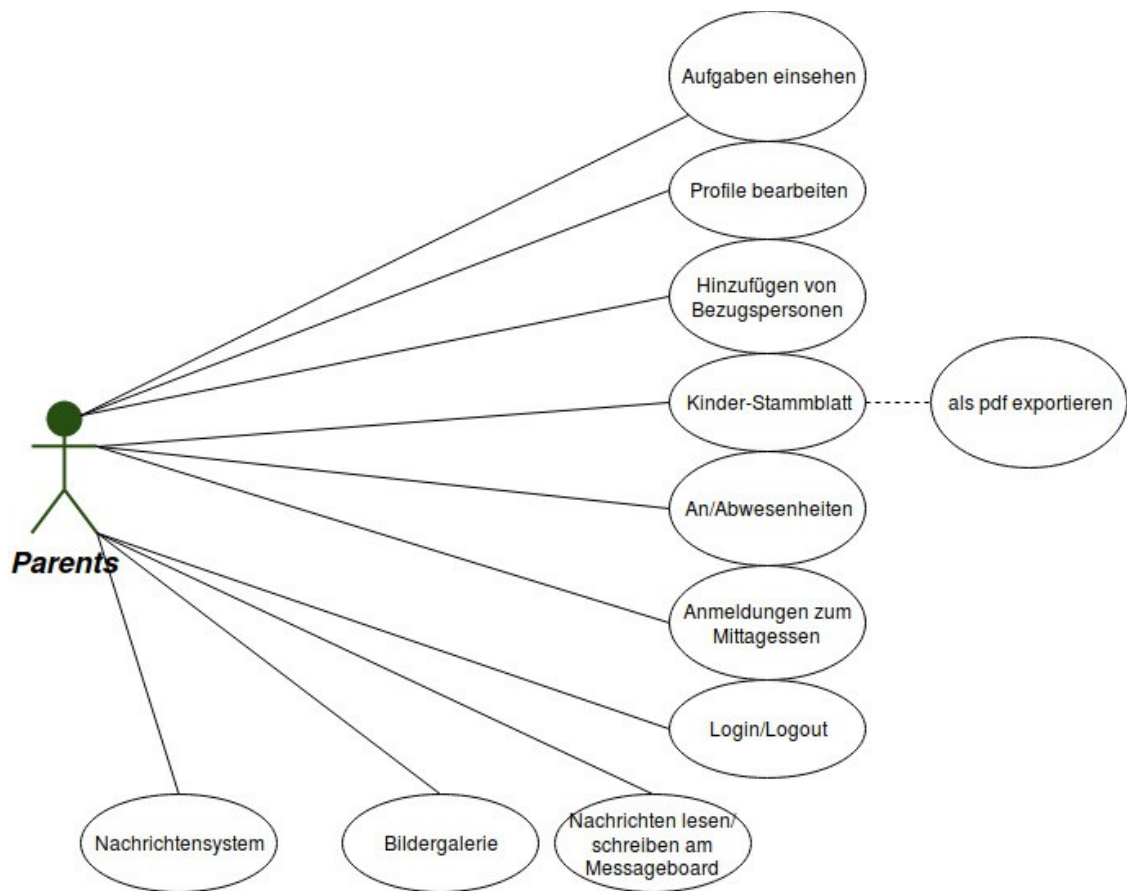 Aufgaben einsehen
Profile bearbeiten
Hinzufügen von
Bezugspersonen
Kinder-Stammblatt
als pdf exportieren
An/Abwesenheiten
Parents
Anmeldungen zum
Mittagessen
Login/Logout
Nachrichtensystem
Bildergalerie
Nachrichten lesen/
schreiben am
Messageboard